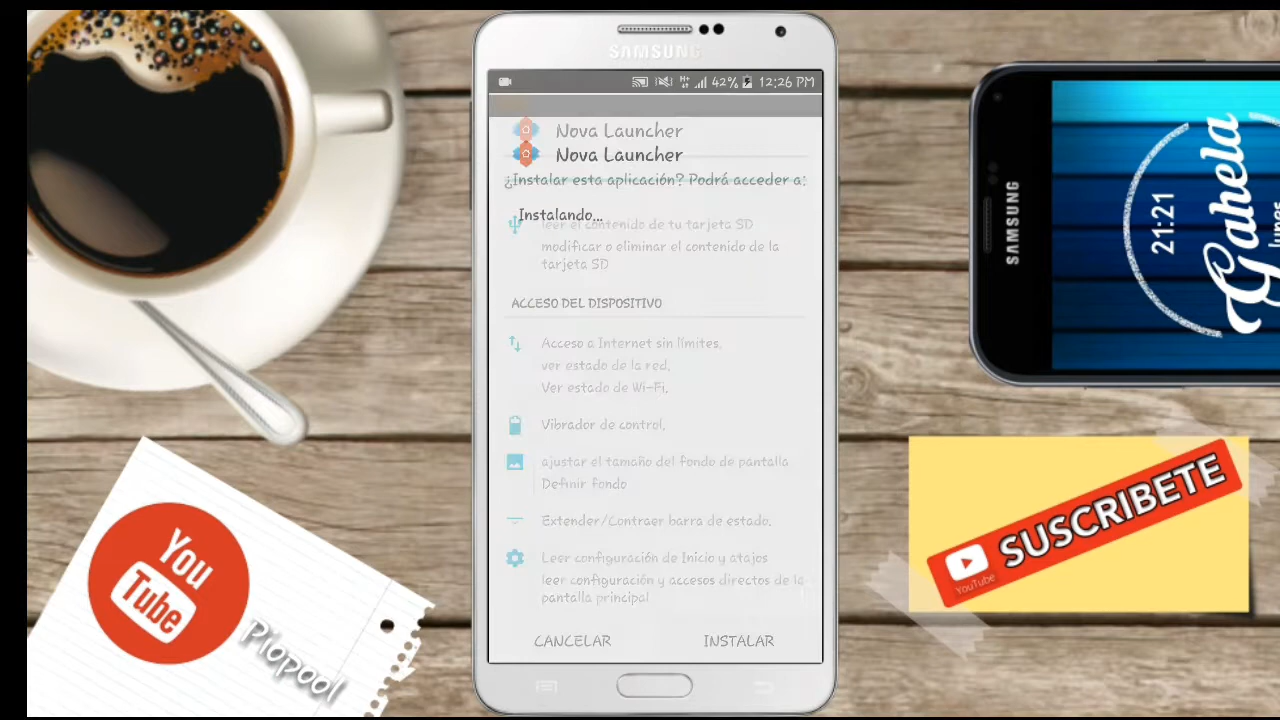 SAMSUNG
42% 12:26 PM
Nova Launcher
Nova Launcher
¿Instalar esta aplicación? Podrá acceder a:
Instalando...
leer el contenido de tu tarjeta SD
modificar o eliminar el contenido de la
tarjeta SD
ACCESO DEL DISPOSITIVO
Acceso a Internet sin límites,
ver estado de la red,
Ver estado de Wi-Fi,
Vibrador de control,
ajustar el tamaño del fondo de pantalla
Definir fondo
Extender/Contraer barra de estado,
Leer configuración de Inicio y atajos
leer configuración y accesos directos de la
pantalla principal
CANCELAR INSTALAR
SAMSUNG
21:21
Gahela
lunes
You
Tube
Piopool
SUSCRIBETE
YouTube